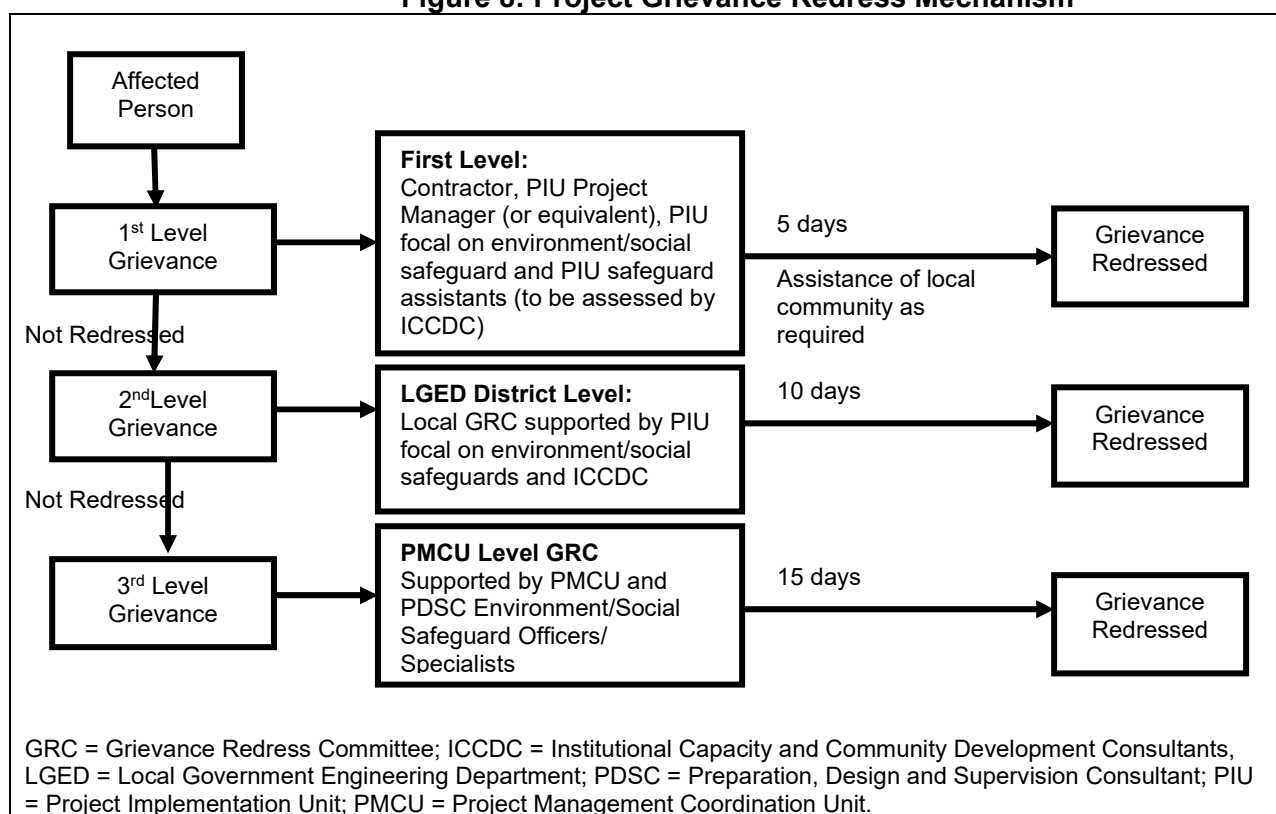 Figure 8: Project Grievance Redress Mechanism
Affected
Person
1st Level
Grievance
First Level:
Contractor, PIU Project
Manager (or equivalent), PIU
focal on environment/social
safeguard and PIU safeguard
assistants (to be assessed by
ICCDC)
5 days
Assistance of local
community as
required
Grievance
Redressed
Not Redressed
2ndLevel
Grievance
LGED District Level:
Local GRC supported by PIU
focal on environment/social
safeguards and ICCDC
10 days
Grievance
Redressed
Not Redressed
3rd Level
Grievance
PMCU Level GRC
Supported by PMCU and
PDSC Environment/Social
Safeguard Officers/
Specialists
15 days
Grievance
Redressed
GRC = Grievance Redress Committee; ICCDC = Institutional Capacity and Community Development Consultants,
LGED = Local Government Engineering Department; PDSC = Preparation, Design and Supervision Consultant; PIU
= Project Implementation Unit; PMCU = Project Management Coordination Unit.